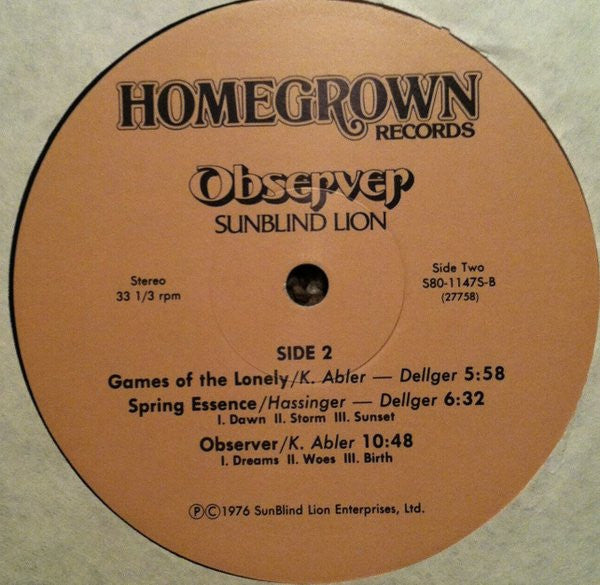 HOMEGROWN
RECORDS
Observer
SUNBLIND LION
Stereo
33 1/3 rpm
Side Two
S80-1147S-B
(27758)
SIDE 2
Games of the Lonely/K. Abler — Dellger 5:58
Spring Essence/Hassinger — Dellger 6:32
I. Dawn II. Storm III. Sunset
Observer/K. Abler 10:48
I. Dreams II. Woes III. Birth
℗©1976 SunBlind Lion Enterprises, Ltd.